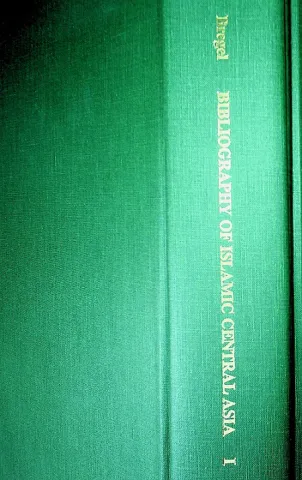 Bregel
BIBLIOGRAPHY OF ISLAMIC CENTRAL ASIA I